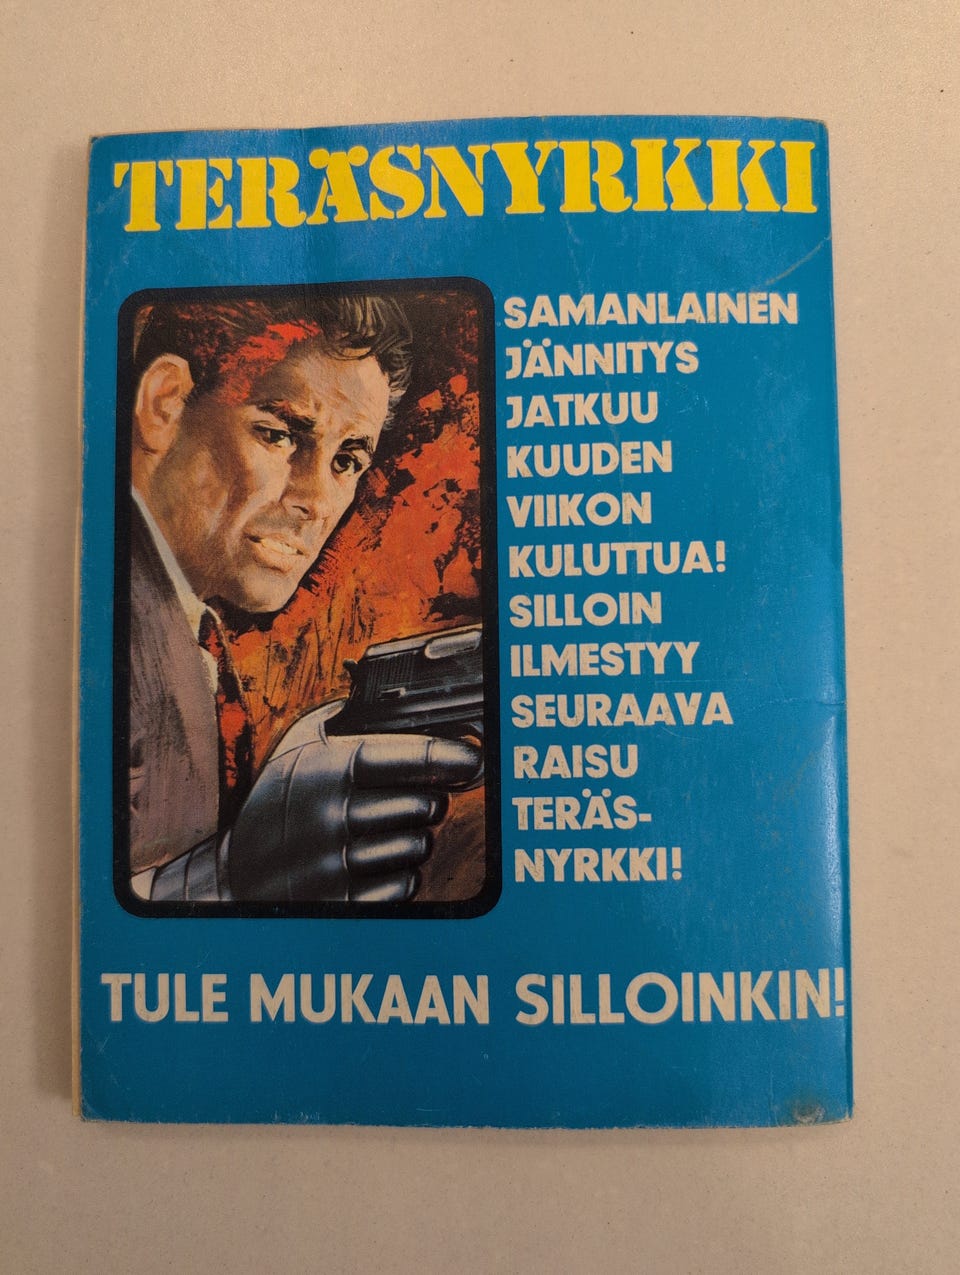 TERÄSNYRKKI
SAMANLAINEN
JÄNNITYS
JATKUU
KUUDEN
VIIKON
KULUTTUA!
SILLOIN
ILMESTYY
SEURAAVA
RAISU
TERÄS-
NYRKKI!
TULE MUKAAN SILLOINKIN!